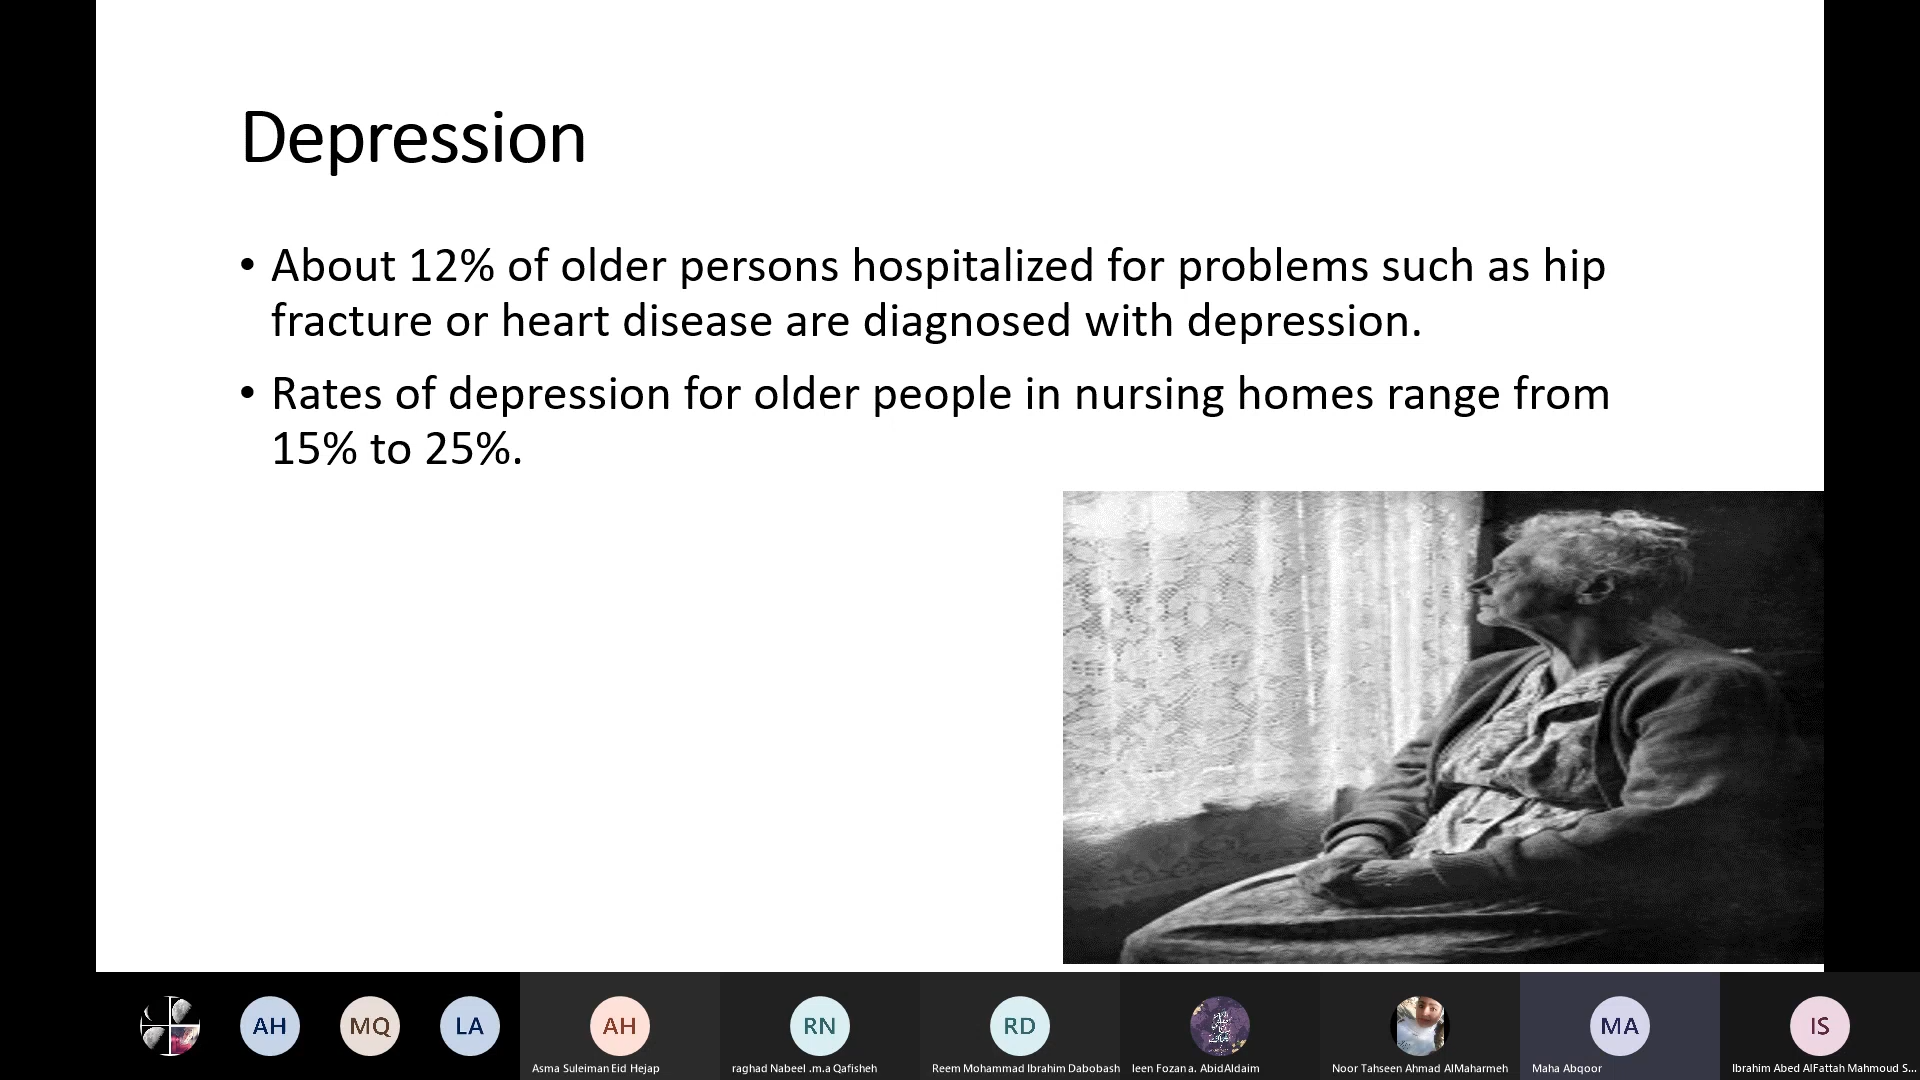 Depression
• About 12% of older persons hospitalized for problems such as hip
fracture or heart disease are diagnosed with depression.
• Rates of depression for older people in nursing homes range from
15% to 25%.
AH MQ LA AH RN RD MA IS
Asma Suleiman Eid Hejap raghad Nabeel .m.a Qafisheh Reem Mohammad Ibrahim Dabobash leen Fozan a. AbidAldaim Noor Tahseen Ahmad AlMaharmeh Maha Abqoor Ibrahim Abed AlFattah Mahmoud S...